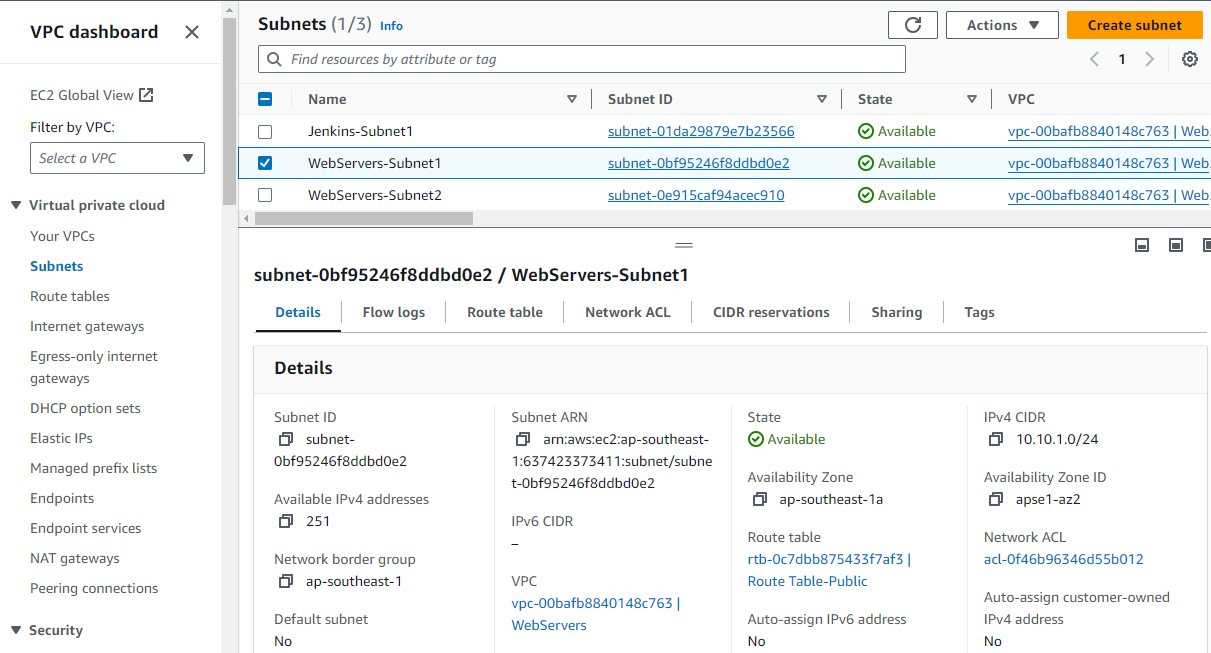 VPC dashboard
EC2 Global View
Filter by VPC:
Select a VPC
Virtual private cloud
Your VPCs
Subnets
Route tables
Internet gateways
Egress-only internet
gateways
DHCP option sets
Elastic IPs
Managed prefix lists
Endpoints
Endpoint services
NAT gateways
Peering connections
Security
Subnets (1/3) Info
Actions
Create subnet
Find resources by attribute or tag
1
Name Subnet ID State VPC
Jenkins-Subnet1 subnet-01da29879e7b23566 Available vpc-00bafb8840148c763 | Web
WebServers-Subnet1 subnet-0bf95246f8ddbd0e2 Available vpc-00bafb8840148c763 | Web
WebServers-Subnet2 subnet-0e915caf94acec910 Available vpc-00bafb8840148c763 | Web
subnet-0bf95246f8ddbd0e2 / WebServers-Subnet1
Details Flow logs Route table Network ACL CIDR reservations Sharing Tags
Details
Subnet ID
subnet-
0bf95246f8ddbd0e2
Available IPv4 addresses
251
Network border group
ap-southeast-1
Default subnet
No
Subnet ARN
arn:aws:ec2:ap-southeast-
1:637423373411:subnet/subne
t-0bf95246f8ddbd0e2
IPv6 CIDR
–
VPC
vpc-00bafb8840148c763 |
WebServers
State
Available
Availability Zone
ap-southeast-1a
Route table
rtb-0c7dbb875433f7af3 |
Route Table-Public
Auto-assign IPv6 address
No
IPv4 CIDR
10.10.1.0/24
Availability Zone ID
apse1-az2
Network ACL
acl-0f46b96346d55b012
Auto-assign customer-owned
IPv4 address
No